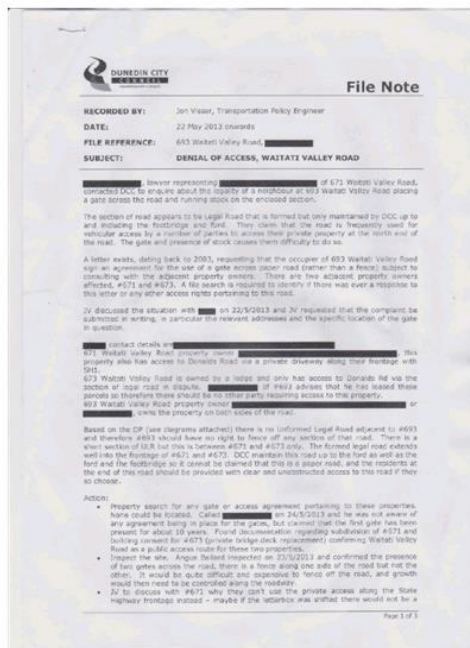 DUNEDIN CITY
COUNCIL
File Note
RECORDED BY: Jon Visser, Transportation Policy Engineer
DATE: 22 May 2013 onwards
FILE REFERENCE: 693 Waitati Valley Road,
SUBJECT: DENIAL OF ACCESS, WAITATI VALLEY ROAD
, lawyer representing of 671 Waitati Valley Road,
contacted DCC to enquire about the legality of a neighbour at 693 Waitati Valley Road placing
a gate across the road and running stock on the enclosed section.
The section of road appears to be Legal Road that is formed but only maintained by DCC up to
and including the footbridge and ford. They claim that the road is frequently used for
vehicular access by a number of parties to access their private property at the north end of
the road. The gate and presence of stock causes them difficulty to do so.
A letter exists, dating back to 2003, requesting that the occupier of 693 Waitati Valley Road
sign an agreement for the use of a gate across paper road (rather than a fence) subject to
consulting with the adjacent property owners. There are two adjacent property owners
affected, #671 and #673. A file search is required to identify if there was ever a response to
this letter or any other access rights pertaining to this road.
JV discussed the situation with on 22/5/2013 and JV requested that the complaint be
submitted in writing, in particular the relevant addresses and the specific location of the gate
in question.
contact details are
671 Waitati Valley Road property owner , this
property also has access to Donalds Road via a private driveway along their frontage with
SH1.
673 Waitati Valley Road is owned by a lodge and only has access to Donalds Rd via the
section of legal road in dispute. of #693 advises that he has leased these
parcels so therefore there should be no other party requiring access to this property.
693 Waitati Valley Road property owner or
, owns the property on both sides of the road.
Based on the DP (see diagrams attached) there is no Unformed Legal Road adjacent to #693
and therefore #693 should have no right to fence off any section of that road. There is a
short section of ULR but this is between #671 and #673 only. The formed legal road extends
well into the frontage of #671 and #673. DCC maintain this road up to the ford as well as the
ford and the footbridge so it cannot be claimed that this is a paper road, and the residents at
the end of this road should be provided with clear and unobstructed access to this road if they
so choose.
Action:
• Property search for any gate or access agreement pertaining to these properties.
None could be located. Called on 24/5/2013 and he was not aware of
any agreement being in place for the gates, but claimed that the first gate has been
present for about 10 years. Found documentation regarding subdivision of #671 and
building consent for #673 (private bridge deck replacement) confirming Waitati Valley
Road as a public access route for these two properties.
• Inspect the site. Angus Ballard inspected on 23/5/2013 and confirmed the presence
of two gates across the road, there is a fence along one side of the road but not the
other. It would be quite difficult and expensive to fence off the road, and growth
would then need to be controlled along the roadway.
• JV to discuss with #671 why they can't use the private access along the State
Highway frontage instead – maybe if the letterbox was shifted there would not be a
Page 1 of 3